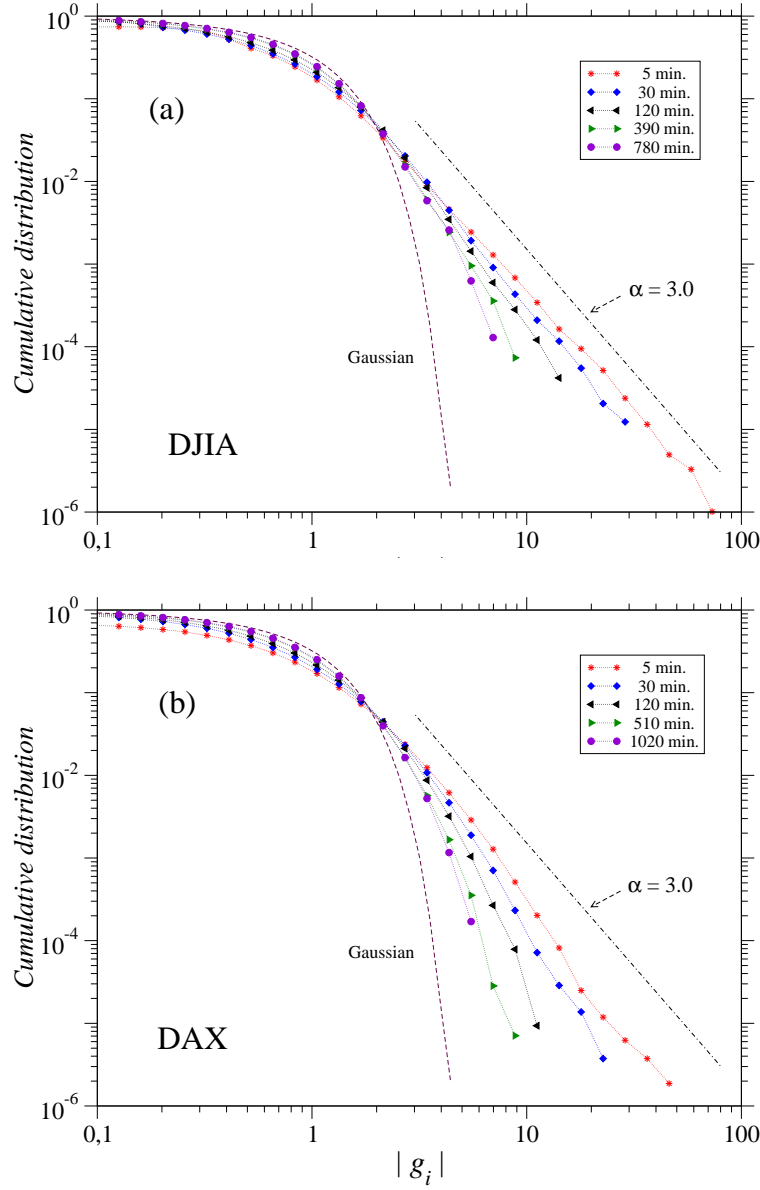 10^0
10^-2
10^-4
10^-6
Cumulative distribution
(a)
5 min.
30 min.
120 min.
390 min.
780 min.
α = 3.0
Gaussian
DJIA
0,1 1 10 100
10^0
10^-2
10^-4
10^-6
Cumulative distribution
(b)
5 min.
30 min.
120 min.
510 min.
1020 min.
α = 3.0
Gaussian
DAX
0,1 1 10 100
| g_i |